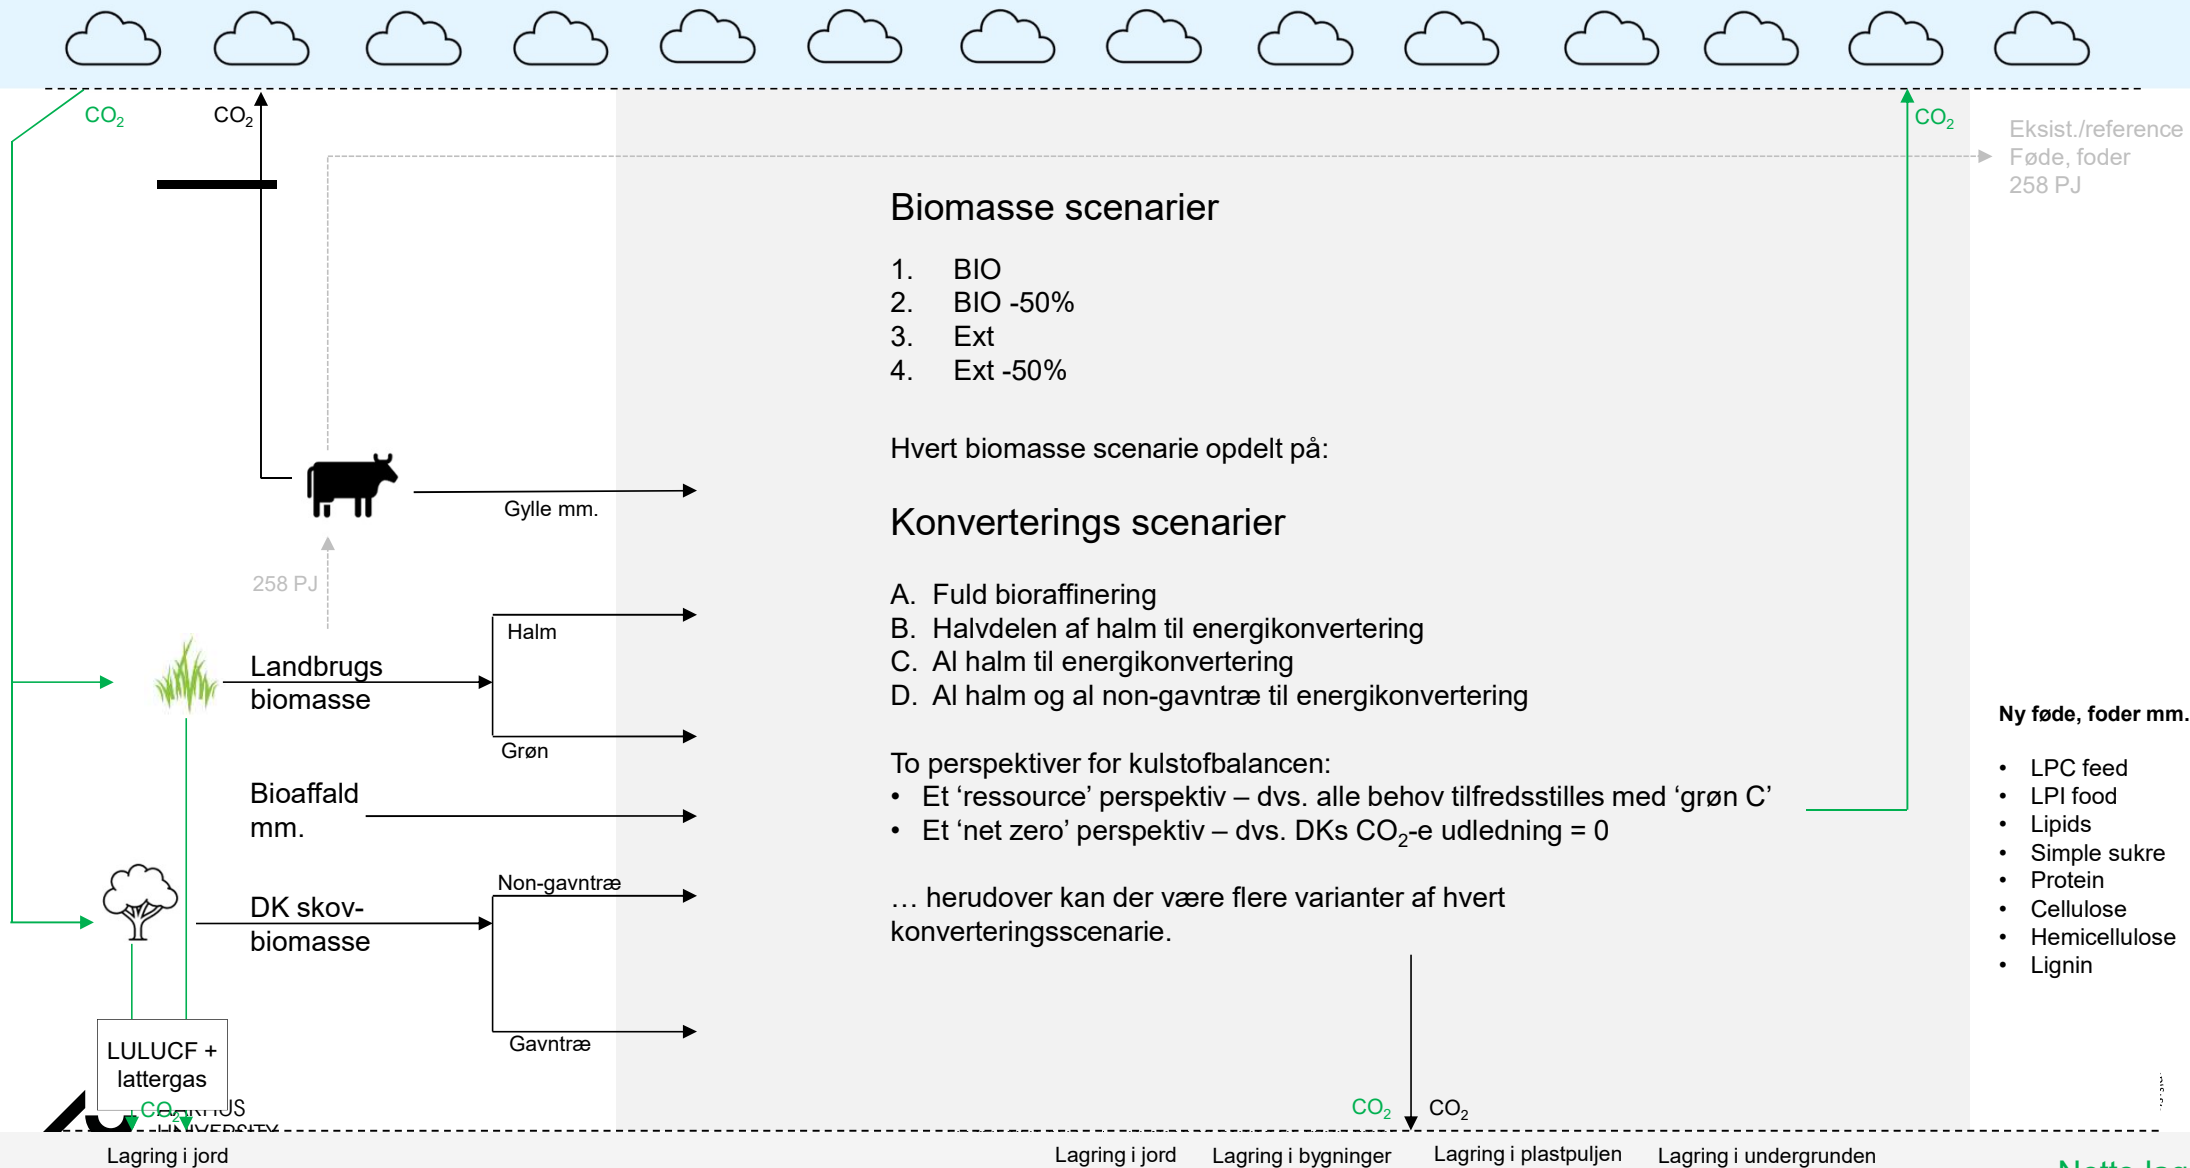 CO₂
CO₂
CO₂
Eksist./reference
Føde, foder
258 PJ
Biomasse scenarier
1. BIO
2. BIO -50%
3. Ext
4. Ext -50%
Hvert biomasse scenarie opdelt på:
Gylle mm.
Konverterings scenarier
258 PJ
A. Fuld bioraffinering
B. Halvdelen af halm til energikonvertering
C. Al halm til energikonvertering
D. Al halm og al non-gavntræ til energikonvertering
Halm
Landbrugs
biomasse
Grøn
To perspektiver for kulstofbalancen:
• Et ‘ressource’ perspektiv – dvs. alle behov tilfredsstilles med ‘grøn C’
• Et ‘net zero’ perspektiv – dvs. DKs CO₂-e udledning = 0
… herudover kan der være flere varianter af hvert
konverteringsscenarie.
Bioaffald
mm.
Non-gavntræ
DK skov-
biomasse
Gavntræ
Ny føde, foder mm.
• LPC feed
• LPI food
• Lipids
• Simple sukre
• Protein
• Cellulose
• Hemicellulose
• Lignin
LULUCF +
lattergas
CO₂
AARHUS
UNIVERSITY
CO₂ CO₂
Lagring i jord
Lagring i jord
Lagring i bygninger
Lagring i plastpuljen
Lagring i undergrunden